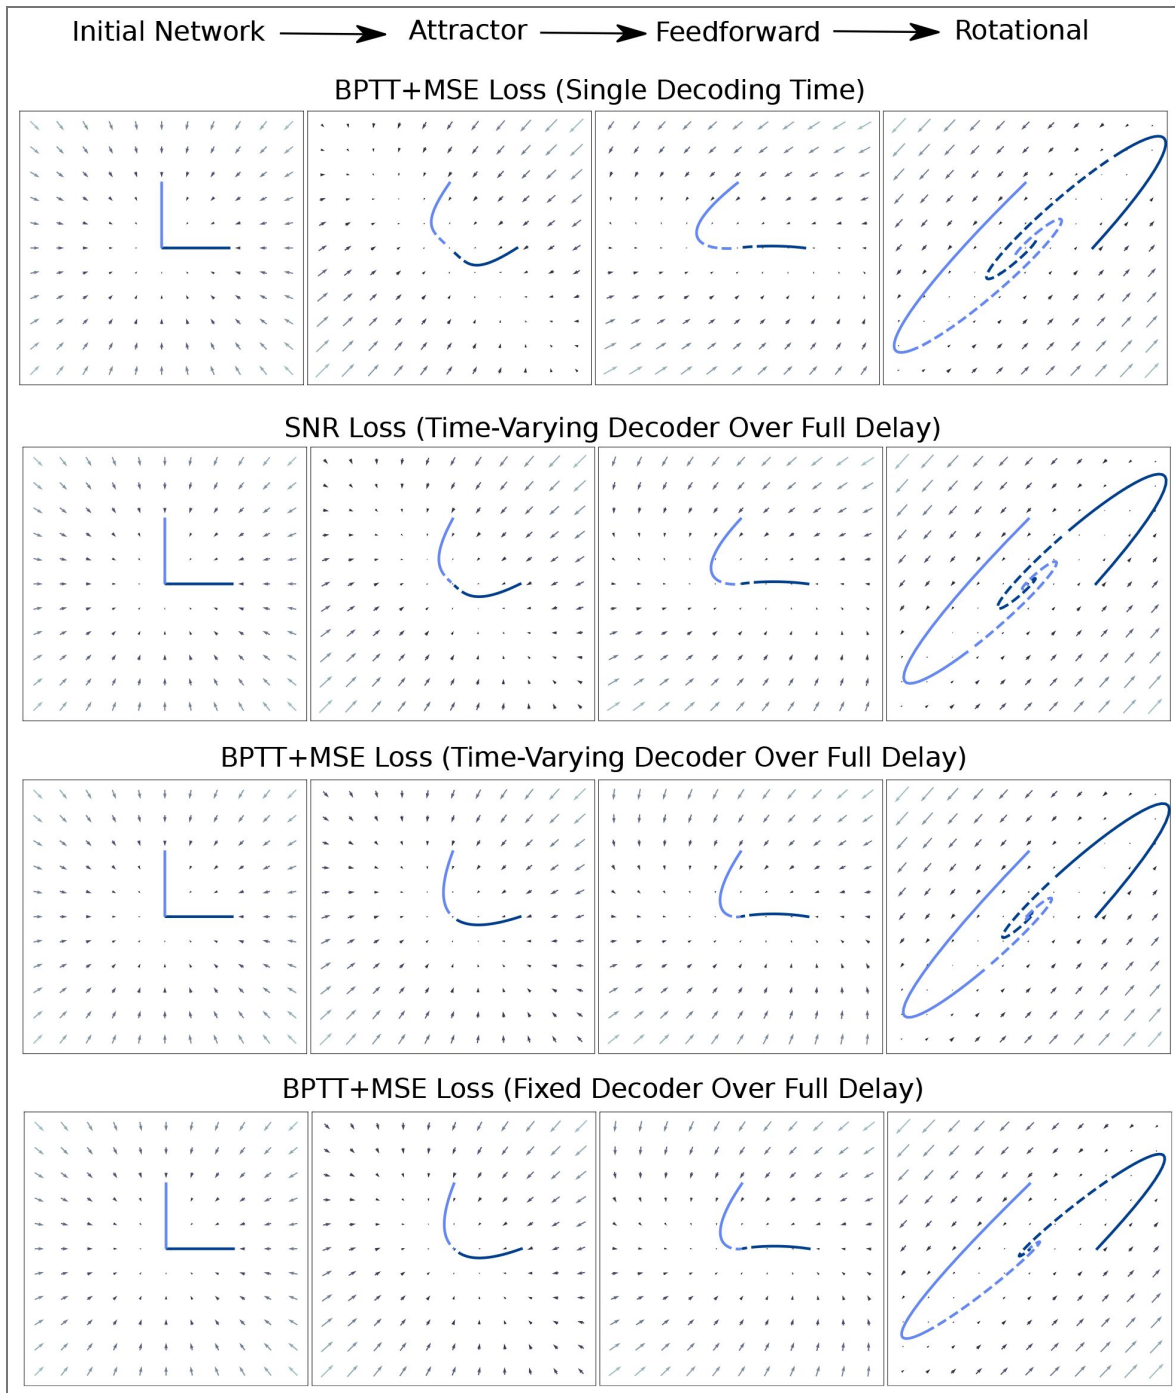 Initial Network Attractor Feedforward Rotational
BPTT+MSE Loss (Single Decoding Time)
SNR Loss (Time-Varying Decoder Over Full Delay)
BPTT+MSE Loss (Time-Varying Decoder Over Full Delay)
BPTT+MSE Loss (Fixed Decoder Over Full Delay)